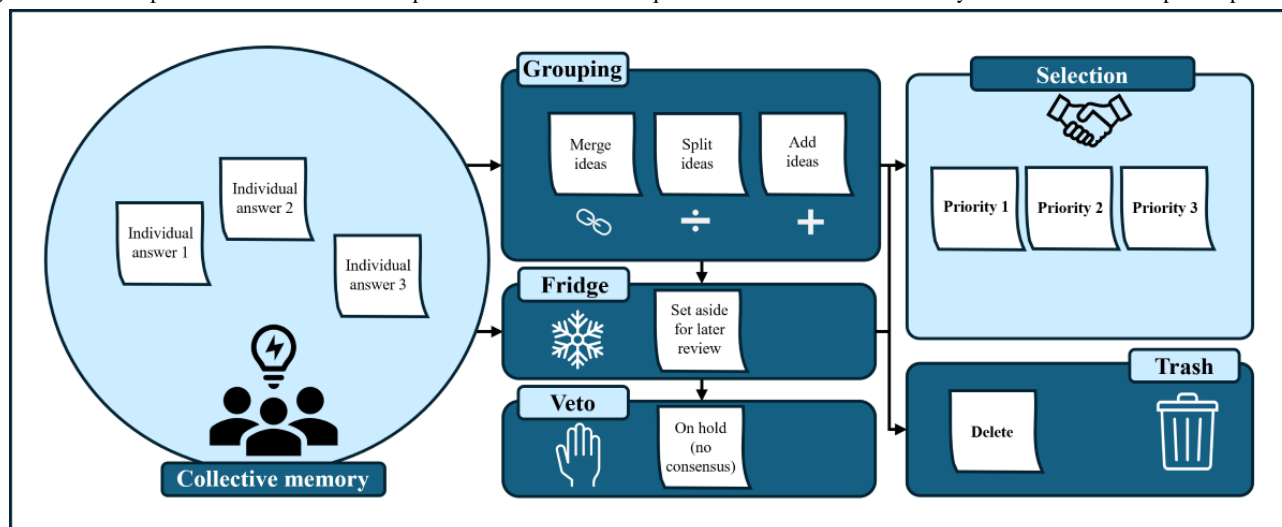 Individual
answer 1
Individual
answer 2
Individual
answer 3
Collective memory
Grouping
Merge
ideas
Split
ideas
Add
ideas
Fridge
Set aside
for later
review
Veto
On hold
(no
consensus)
Selection
Priority 1
Priority 2
Priority 3
Trash
Delete